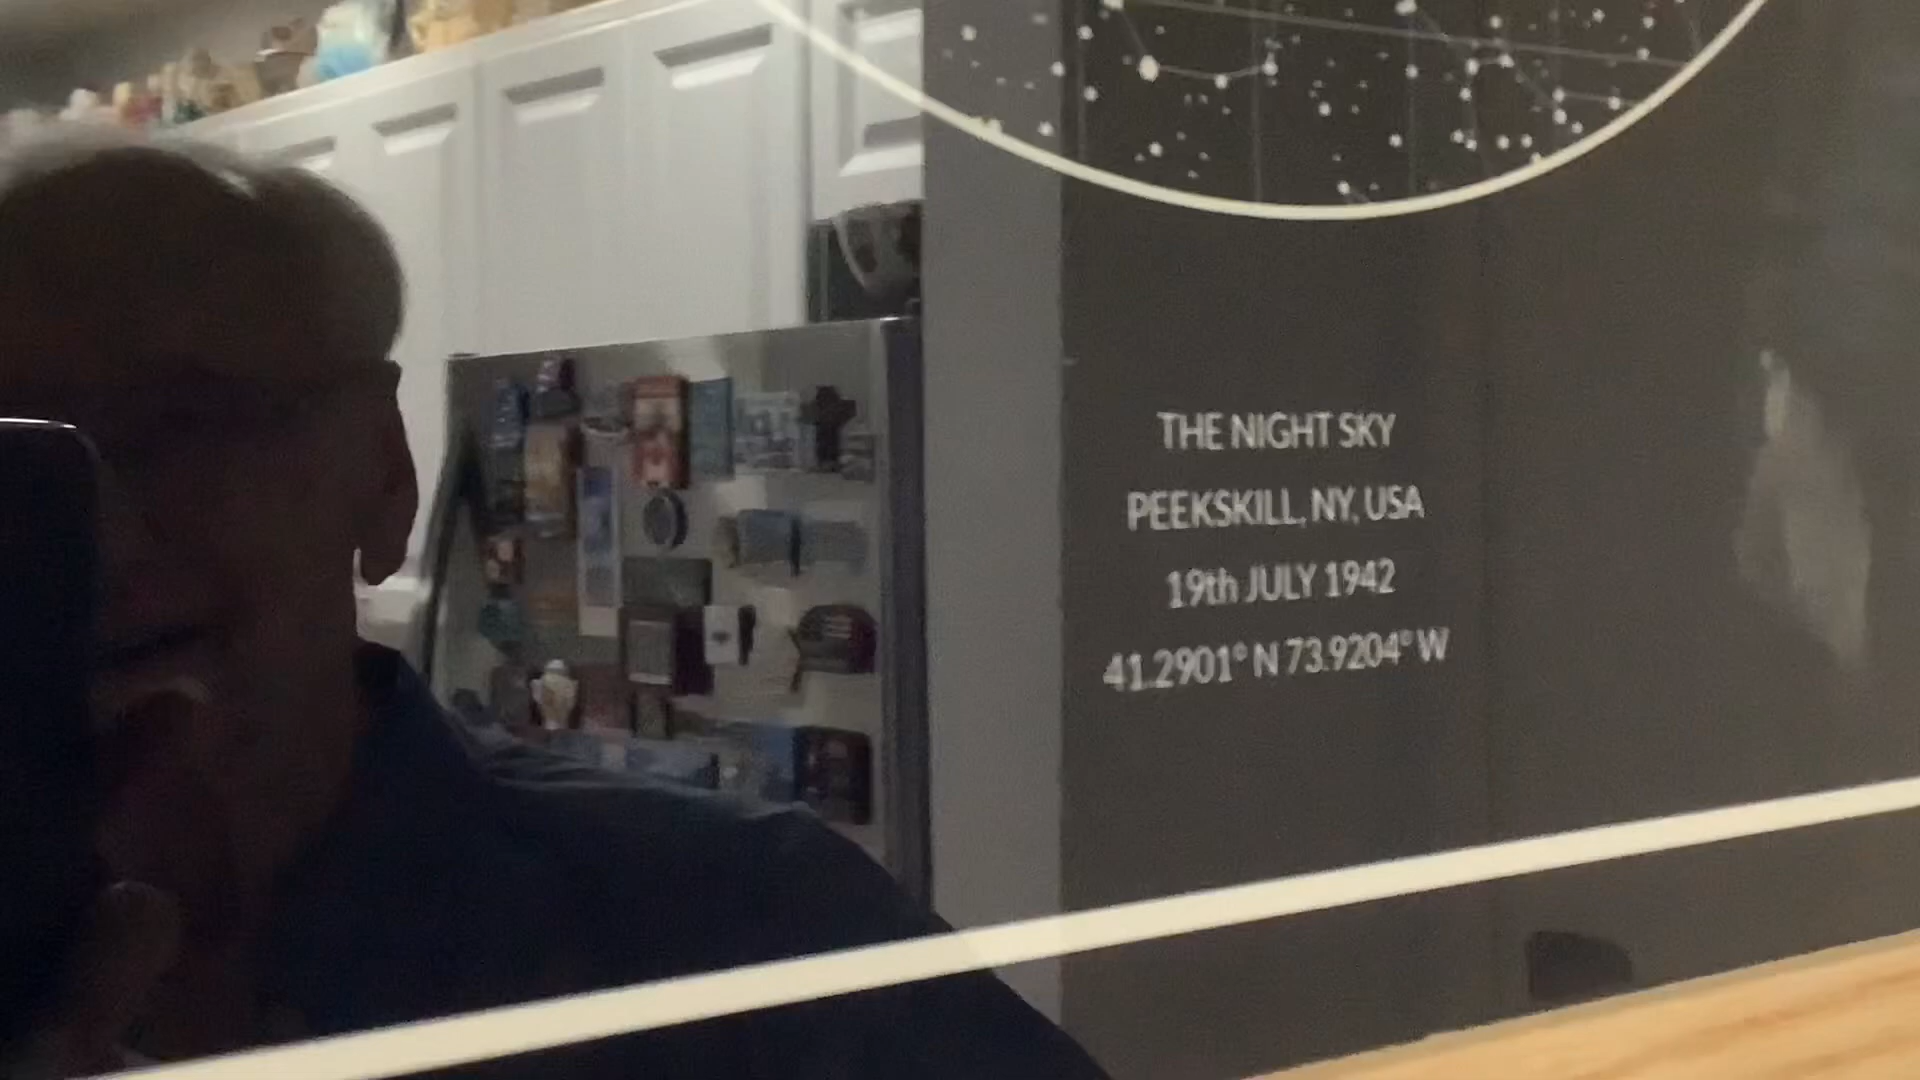 THE NIGHT SKY
PEEKSKILL, NY, USA
19th JULY 1942
41.2901° N 73.9204° W